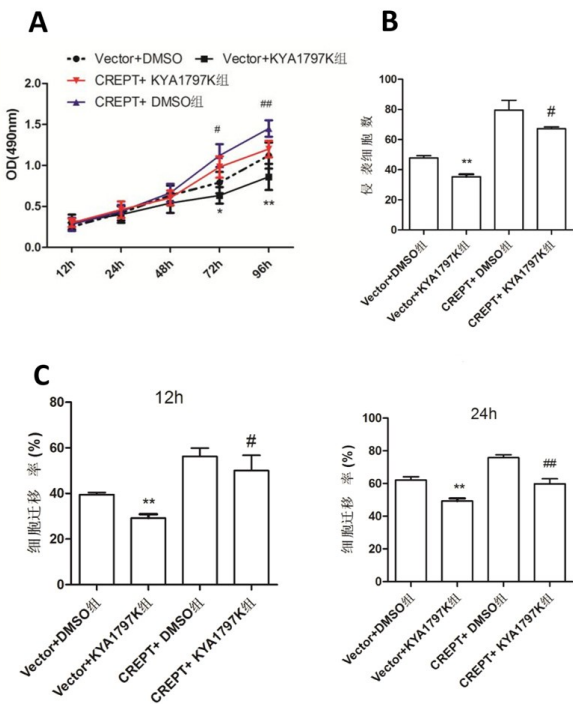 A
Vector+DMSO
Vector+KYA1797K组
CREPT+ KYA1797K组
CREPT+ DMSO组
OD(490nm)
2.0
1.5
1.0
0.5
0.0
#
##
*
**
12h
24h
48h
72h
96h
B
侵 袭细胞 数
100
80
60
40
20
0
**
#
Vector+DMSO组
Vector+KYA1797K组
CREPT+ DMSO组
CREPT+ KYA1797K组
C
12h
细胞迁移 率(%)
80
60
40
20
0
**
#
Vector+DMSO组
Vector+KYA1797K组
CREPT+ DMSO组
CREPT+ KYA1797K组
24h
细胞迁移 率(%)
100
80
60
40
20
0
**
##
Vector+DMSO组
Vector+KYA1797K组
CREPT+ DMSO组
CREPT+ KYA1797K组